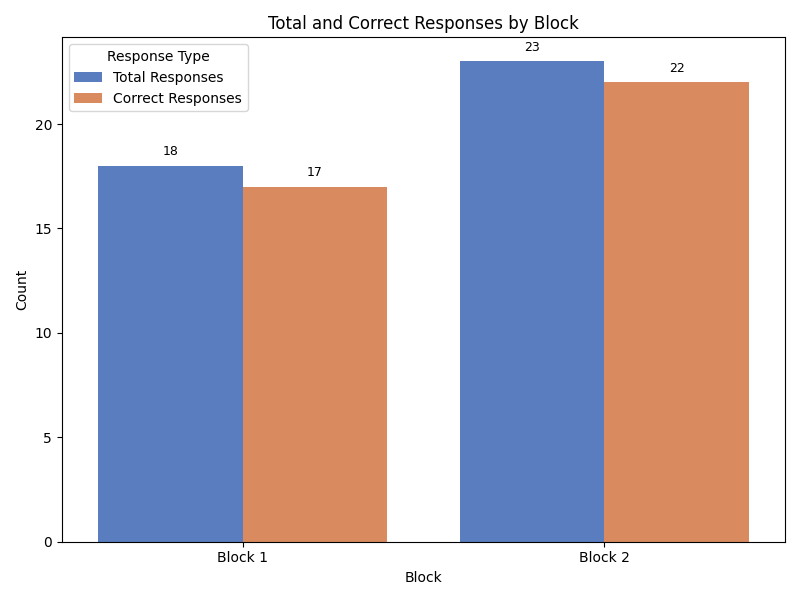 Total and Correct Responses by Block
Response Type
Total Responses
Correct Responses
23
22
18
17
20
15
10
5
0
Count
Block 1
Block 2
Block